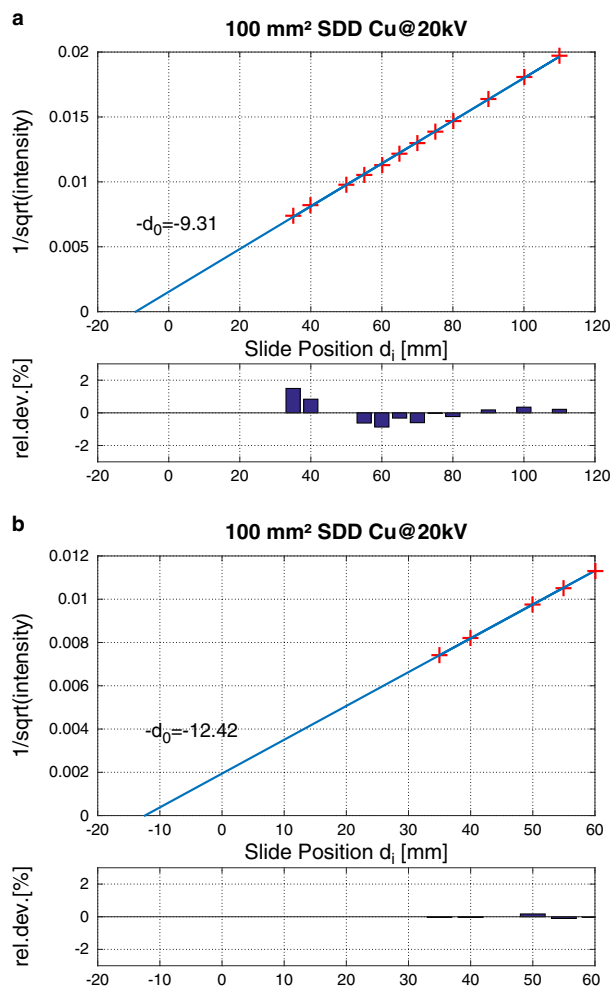 a
100 mm² SDD Cu@20kV
0.02
0.015
0.01
0.005
0
1/sqrt(intensity)
-d0=-9.31
-20 0 20 40 60 80 100 120
Slide Position di [mm]
2
0
-2
rel.dev.[%]
-20 0 20 40 60 80 100 120
b
100 mm² SDD Cu@20kV
0.012
0.01
0.008
0.006
0.004
0.002
0
1/sqrt(intensity)
-d0=-12.42
-20 -10 0 10 20 30 40 50 60
Slide Position di [mm]
2
0
-2
rel.dev.[%]
-20 -10 0 10 20 30 40 50 60